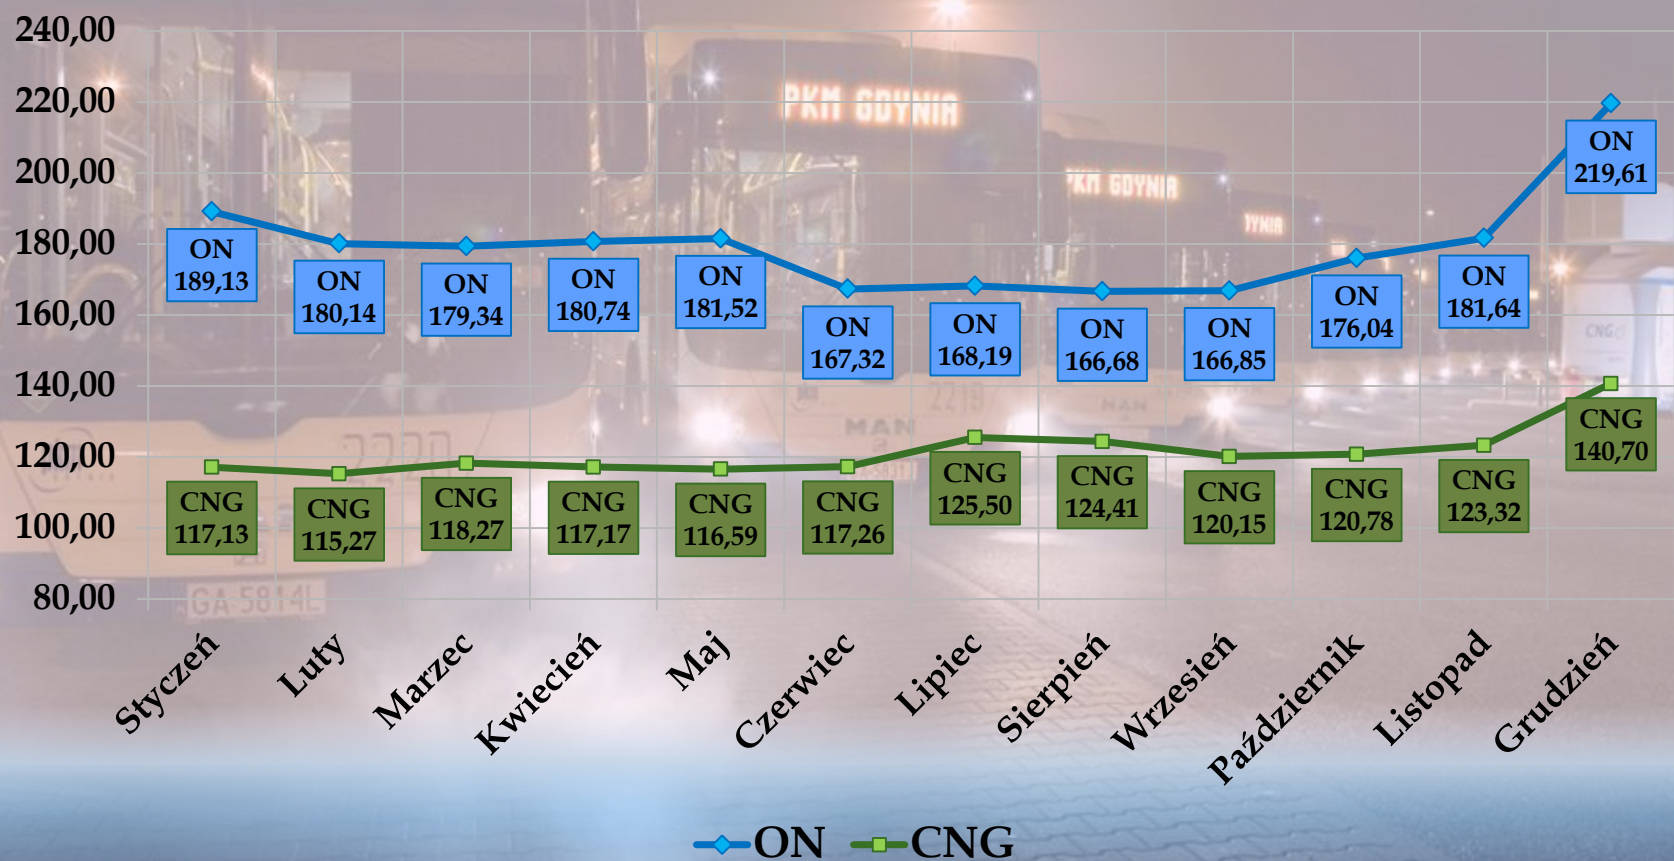 240,00
220,00
200,00
180,00
160,00
140,00
120,00
100,00
80,00
PKM GDYNIA
PKM GDYNIA
MAN
MAN
2219
2220
GA 5814L
CNG
ON
189,13
ON
180,14
ON
179,34
ON
180,74
ON
181,52
ON
167,32
ON
168,19
ON
166,68
ON
166,85
ON
176,04
ON
181,64
ON
219,61
CNG
117,13
CNG
115,27
CNG
118,27
CNG
117,17
CNG
116,59
CNG
117,26
CNG
125,50
CNG
124,41
CNG
120,15
CNG
120,78
CNG
123,32
CNG
140,70
Styczeń
Luty
Marzec
Kwiecień
Maj
Czerwiec
Lipiec
Sierpień
Wrzesień
Październik
Listopad
Grudzień
ON
CNG